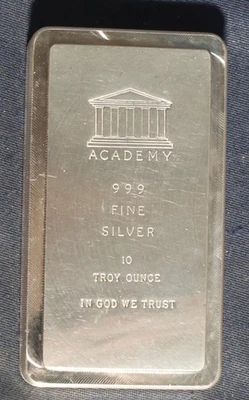 ACADEMY
999
FINE
SILVER
10
TROY OUNCE
IN GOD WE TRUST